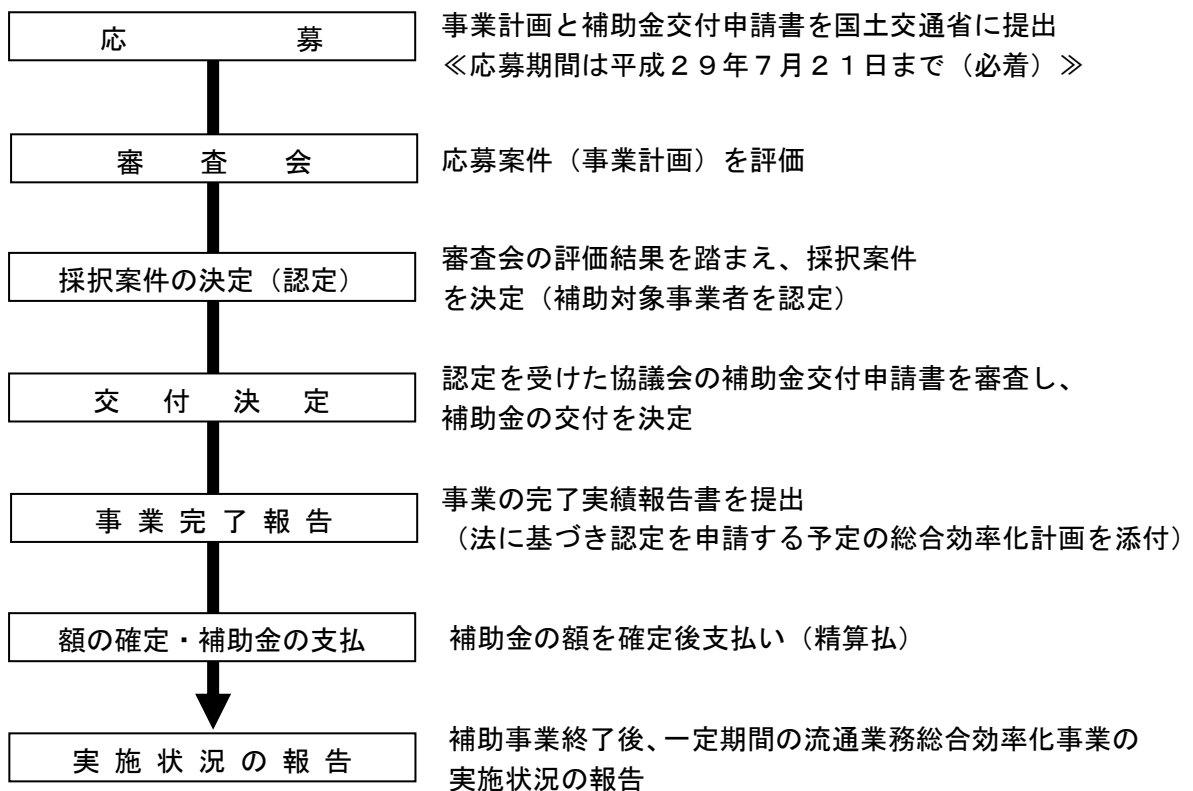 応募
事業計画と補助金交付申請書を国土交通省に提出
≪応募期間は平成29年7月21日まで（必着）≫
審査会
応募案件（事業計画）を評価
採択案件の決定（認定）
審査会の評価結果を踏まえ、採択案件
を決定（補助対象事業者を認定）
交付決定
認定を受けた協議会の補助金交付申請書を審査し、
補助金の交付を決定
事業完了報告
事業の完了実績報告書を提出
（法に基づき認定を申請する予定の総合効率化計画を添付）
額の確定・補助金の支払
補助金の額を確定後支払い（精算払）
実施状況の報告
補助事業終了後、一定期間の流通業務総合効率化事業の
実施状況の報告